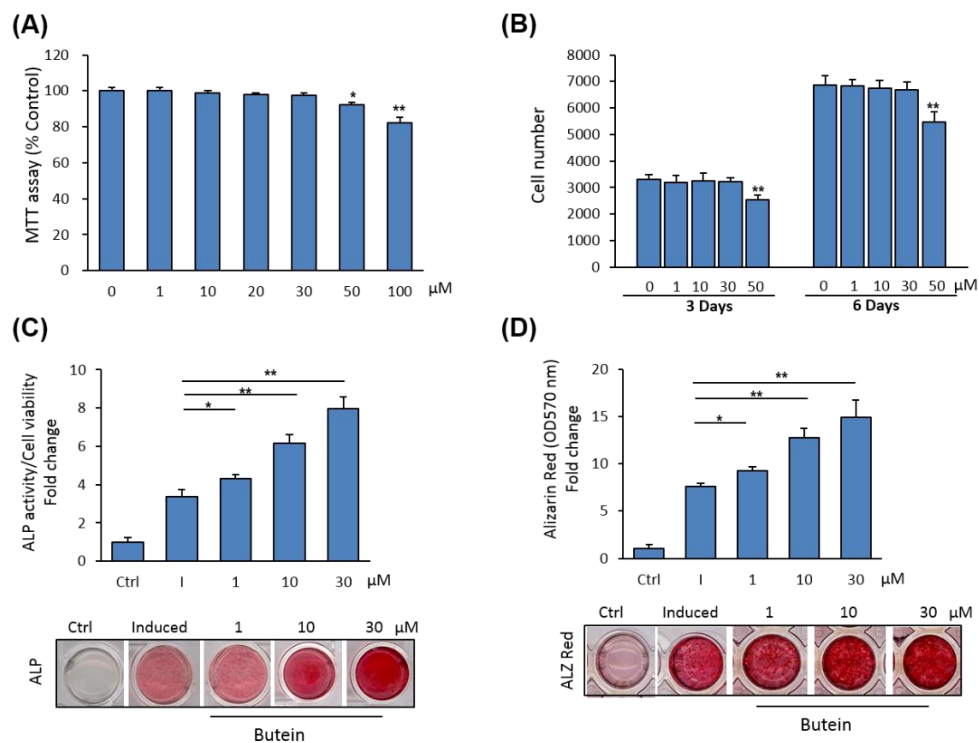 (A)
MTT assay (% Control)
120
100
80
60
40
20
0
*
**
0 1 10 20 30 50 100 μM
(B)
Cell number
8000
7000
6000
5000
4000
3000
2000
1000
0
**
**
0 1 10 30 50 0 1 10 30 50 μM
3 Days 6 Days
(C)
ALP activity/Cell viability
Fold change
10
8
6
4
2
0
**
**
*
Ctrl I 1 10 30 μM
Ctrl Induced 1 10 30 μM
ALP
Butein
(D)
Alizarin Red (OD570 nm)
Fold change
20
15
10
5
0
**
**
*
Ctrl I 1 10 30 μM
Ctrl Induced 1 10 30 μM
ALZ Red
Butein